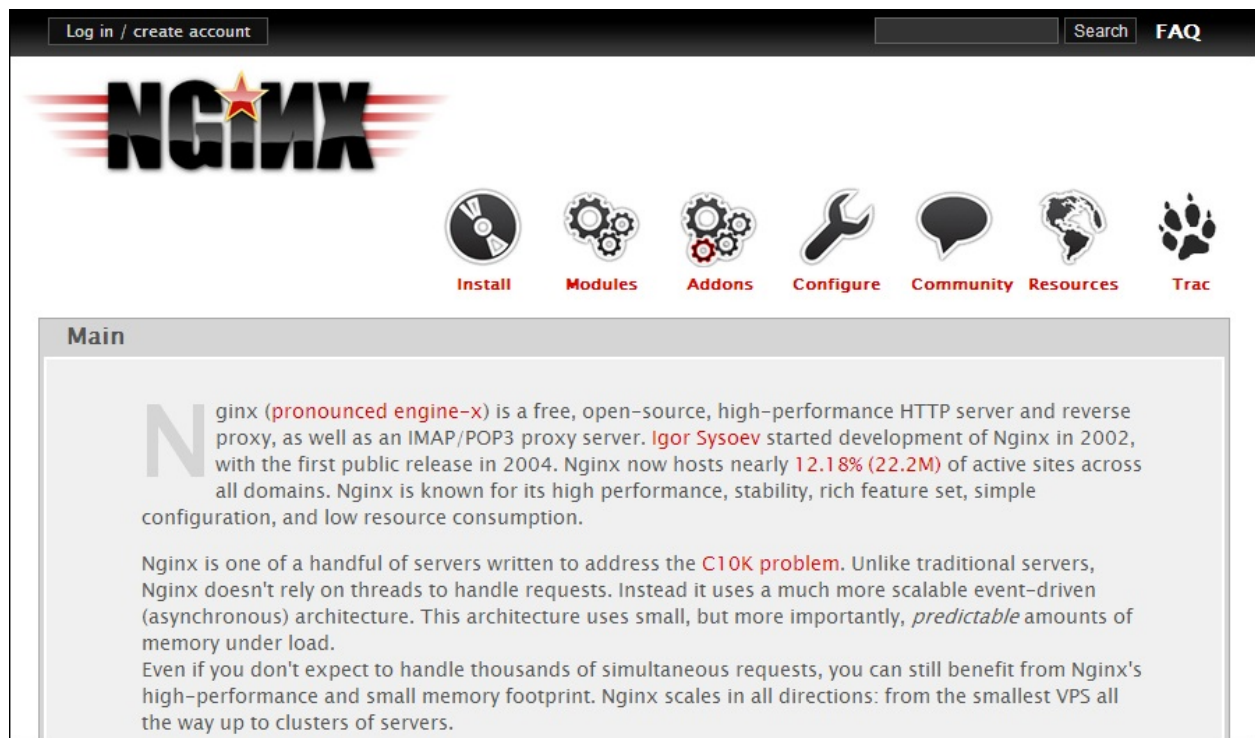 Log in / create account
Search
FAQ
NGiNX
Install
Modules
Addons
Configure
Community
Resources
Trac
Main
Nginx (pronounced engine-x) is a free, open-source, high-performance HTTP server and reverse
proxy, as well as an IMAP/POP3 proxy server. Igor Sysoev started development of Nginx in 2002,
with the first public release in 2004. Nginx now hosts nearly 12.18% (22.2M) of active sites across
all domains. Nginx is known for its high performance, stability, rich feature set, simple
configuration, and low resource consumption.
Nginx is one of a handful of servers written to address the C10K problem. Unlike traditional servers,
Nginx doesn't rely on threads to handle requests. Instead it uses a much more scalable event-driven
(asynchronous) architecture. This architecture uses small, but more importantly, predictable amounts of
memory under load.
Even if you don't expect to handle thousands of simultaneous requests, you can still benefit from Nginx's
high-performance and small memory footprint. Nginx scales in all directions: from the smallest VPS all
the way up to clusters of servers.